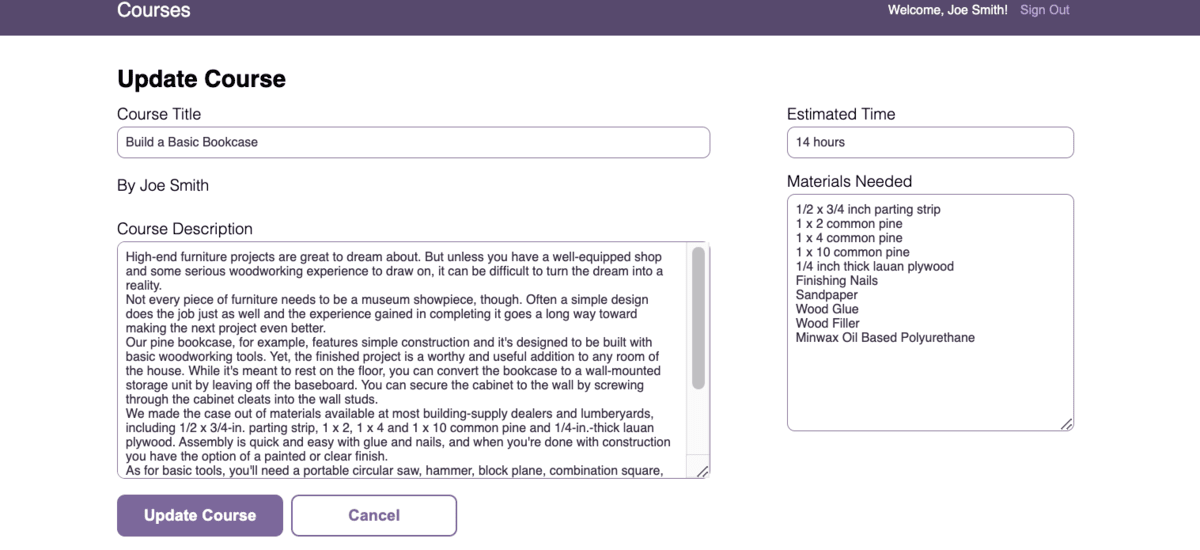 Courses
Welcome, Joe Smith! Sign Out
Update Course
Course Title
Build a Basic Bookcase
By Joe Smith
Course Description
High-end furniture projects are great to dream about. But unless you have a well-equipped shop
and some serious woodworking experience to draw on, it can be difficult to turn the dream into a
reality.
Not every piece of furniture needs to be a museum showpiece, though. Often a simple design
does the job just as well and the experience gained in completing it goes a long way toward
making the next project even better.
Our pine bookcase, for example, features simple construction and it's designed to be built with
basic woodworking tools. Yet, the finished project is a worthy and useful addition to any room of
the house. While it's meant to rest on the floor, you can convert the bookcase to a wall-mounted
storage unit by leaving off the baseboard. You can secure the cabinet to the wall by screwing
through the cabinet cleats into the wall studs.
We made the case out of materials available at most building-supply dealers and lumberyards,
including 1/2 x 3/4-in. parting strip, 1 x 2, 1 x 4 and 1 x 10 common pine and 1/4-in.-thick lauan
plywood. Assembly is quick and easy with glue and nails, and when you're done with construction
you have the option of a painted or clear finish.
As for basic tools, you'll need a portable circular saw, hammer, block plane, combination square,
Estimated Time
14 hours
Materials Needed
1/2 x 3/4 inch parting strip
1 x 2 common pine
1 x 4 common pine
1 x 10 common pine
1/4 inch thick lauan plywood
Finishing Nails
Sandpaper
Wood Glue
Wood Filler
Minwax Oil Based Polyurethane
Update Course
Cancel